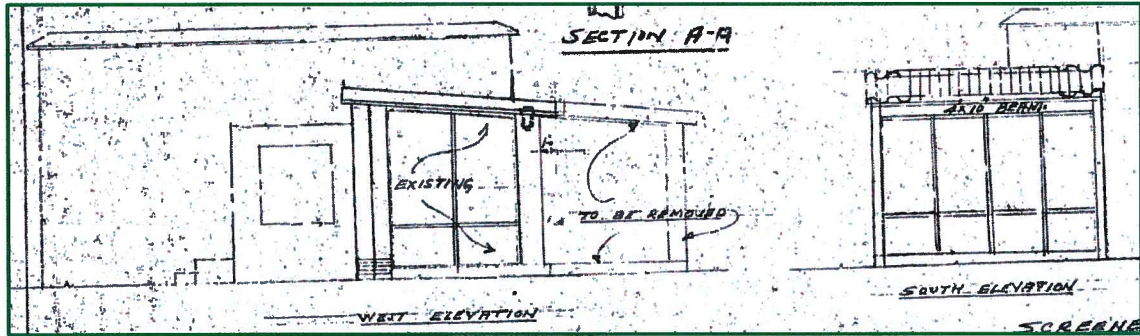 SECTION A-A
4x10 BEAM
EXISTING
TO BE REMOVED
WEST ELEVATION
SOUTH ELEVATION
SCREENE